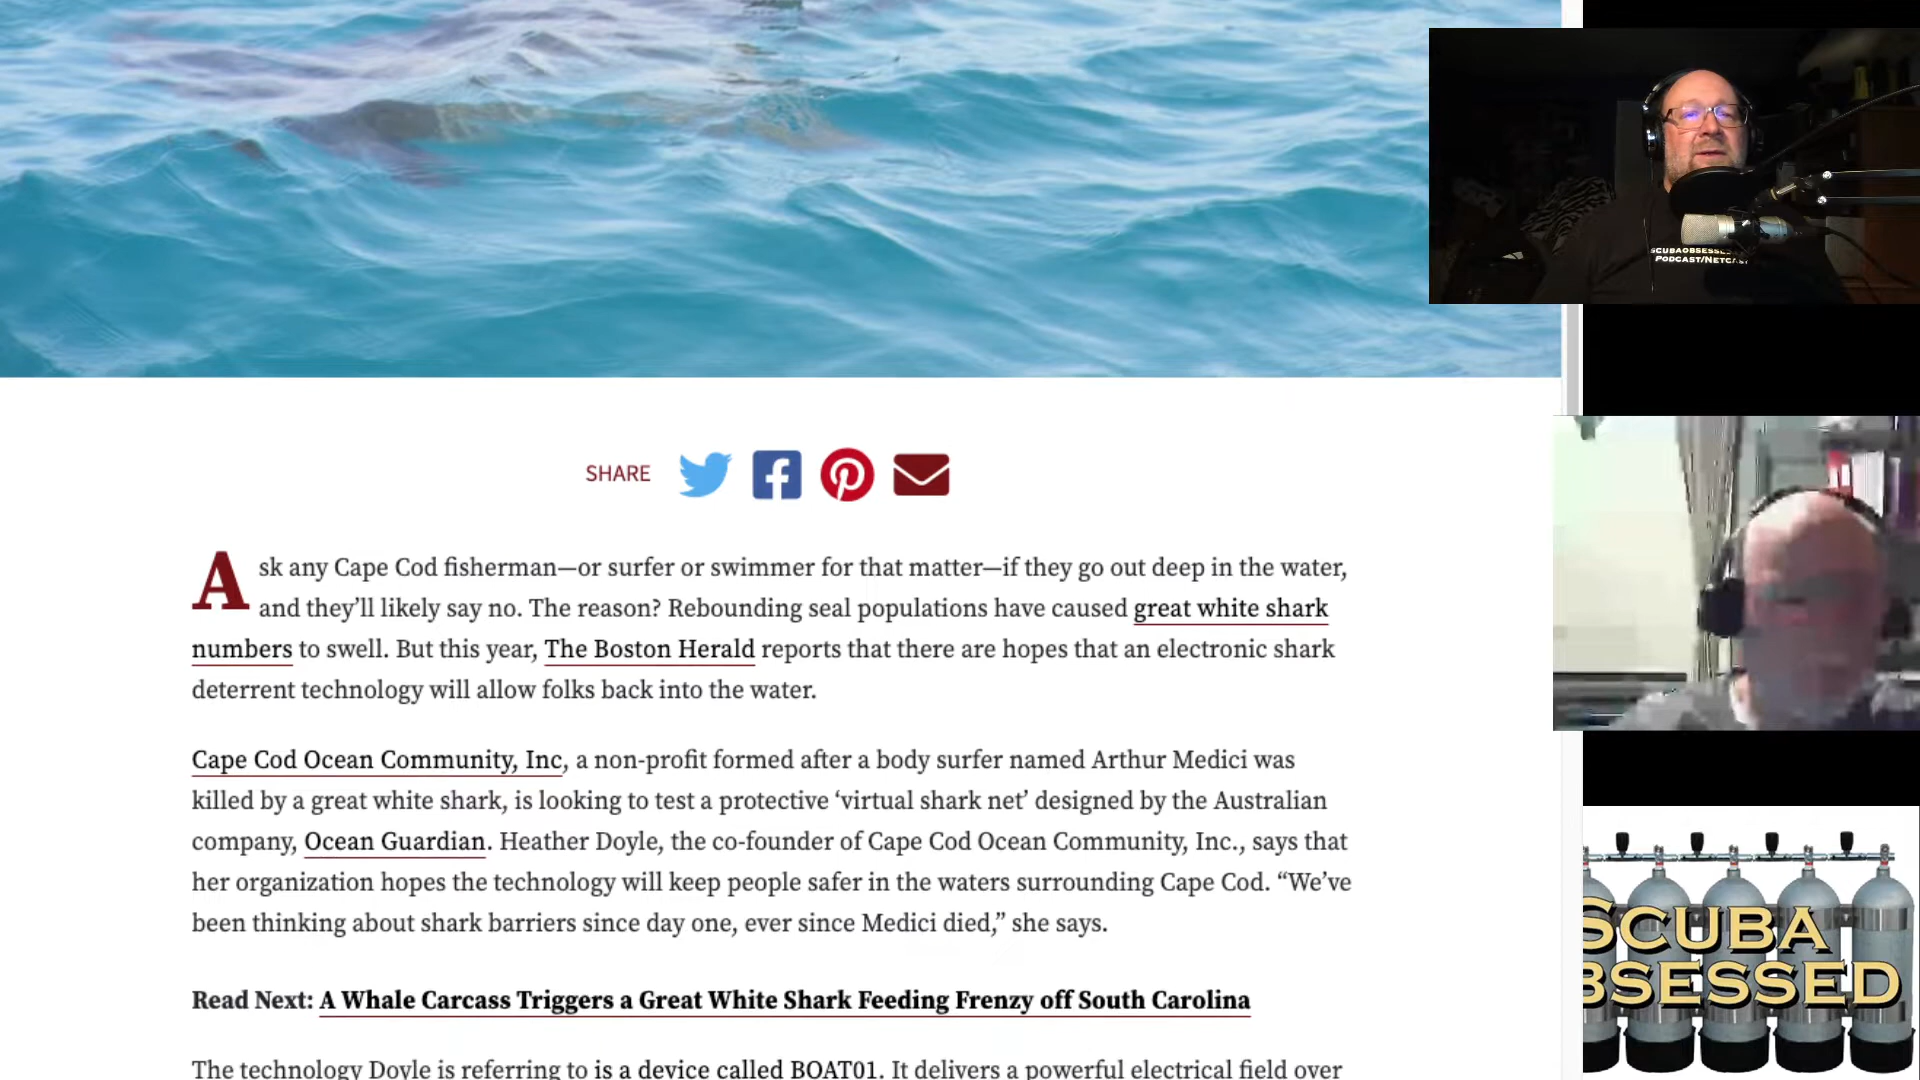 SCUBAOBSESSED
PODCAST/NETCAST
SHARE
Ask any Cape Cod fisherman—or surfer or swimmer for that matter—if they go out deep in the water,
and they’ll likely say no. The reason? Rebounding seal populations have caused great white shark
numbers to swell. But this year, The Boston Herald reports that there are hopes that an electronic shark
deterrent technology will allow folks back into the water.
Cape Cod Ocean Community, Inc, a non-profit formed after a body surfer named Arthur Medici was
killed by a great white shark, is looking to test a protective ‘virtual shark net’ designed by the Australian
company, Ocean Guardian. Heather Doyle, the co-founder of Cape Cod Ocean Community, Inc., says that
her organization hopes the technology will keep people safer in the waters surrounding Cape Cod. “We’ve
been thinking about shark barriers since day one, ever since Medici died,” she says.
Read Next: A Whale Carcass Triggers a Great White Shark Feeding Frenzy off South Carolina
The technology Doyle is referring to is a device called BOAT01. It delivers a powerful electrical field over
SCUBA
BSESSED